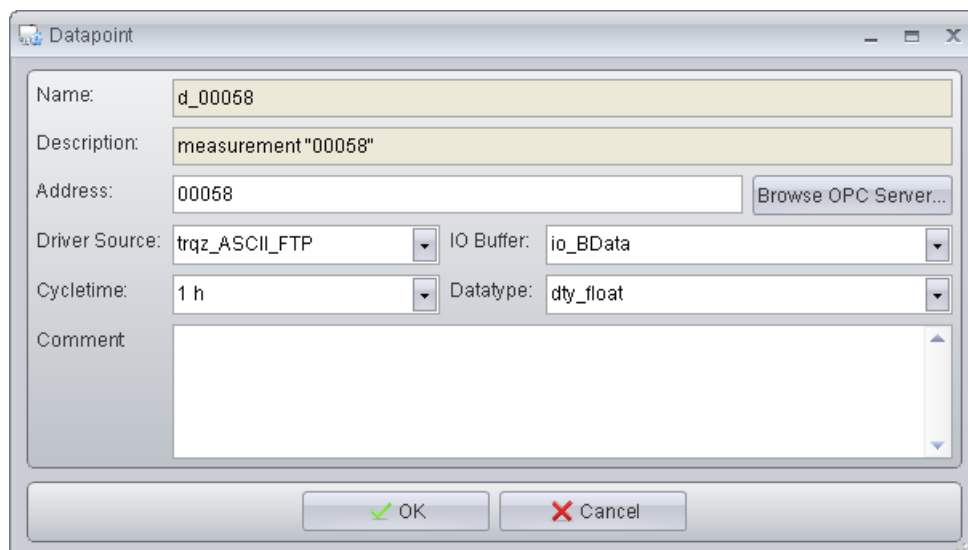 Datapoint
Name: d_00058
Description: measurement "00058"
Address: 00058 Browse OPC Server...
Driver Source: trqz_ASCII_FTP IO Buffer: io_BData
Cycletime: 1 h Datatype: dty_float
Comment
OK Cancel